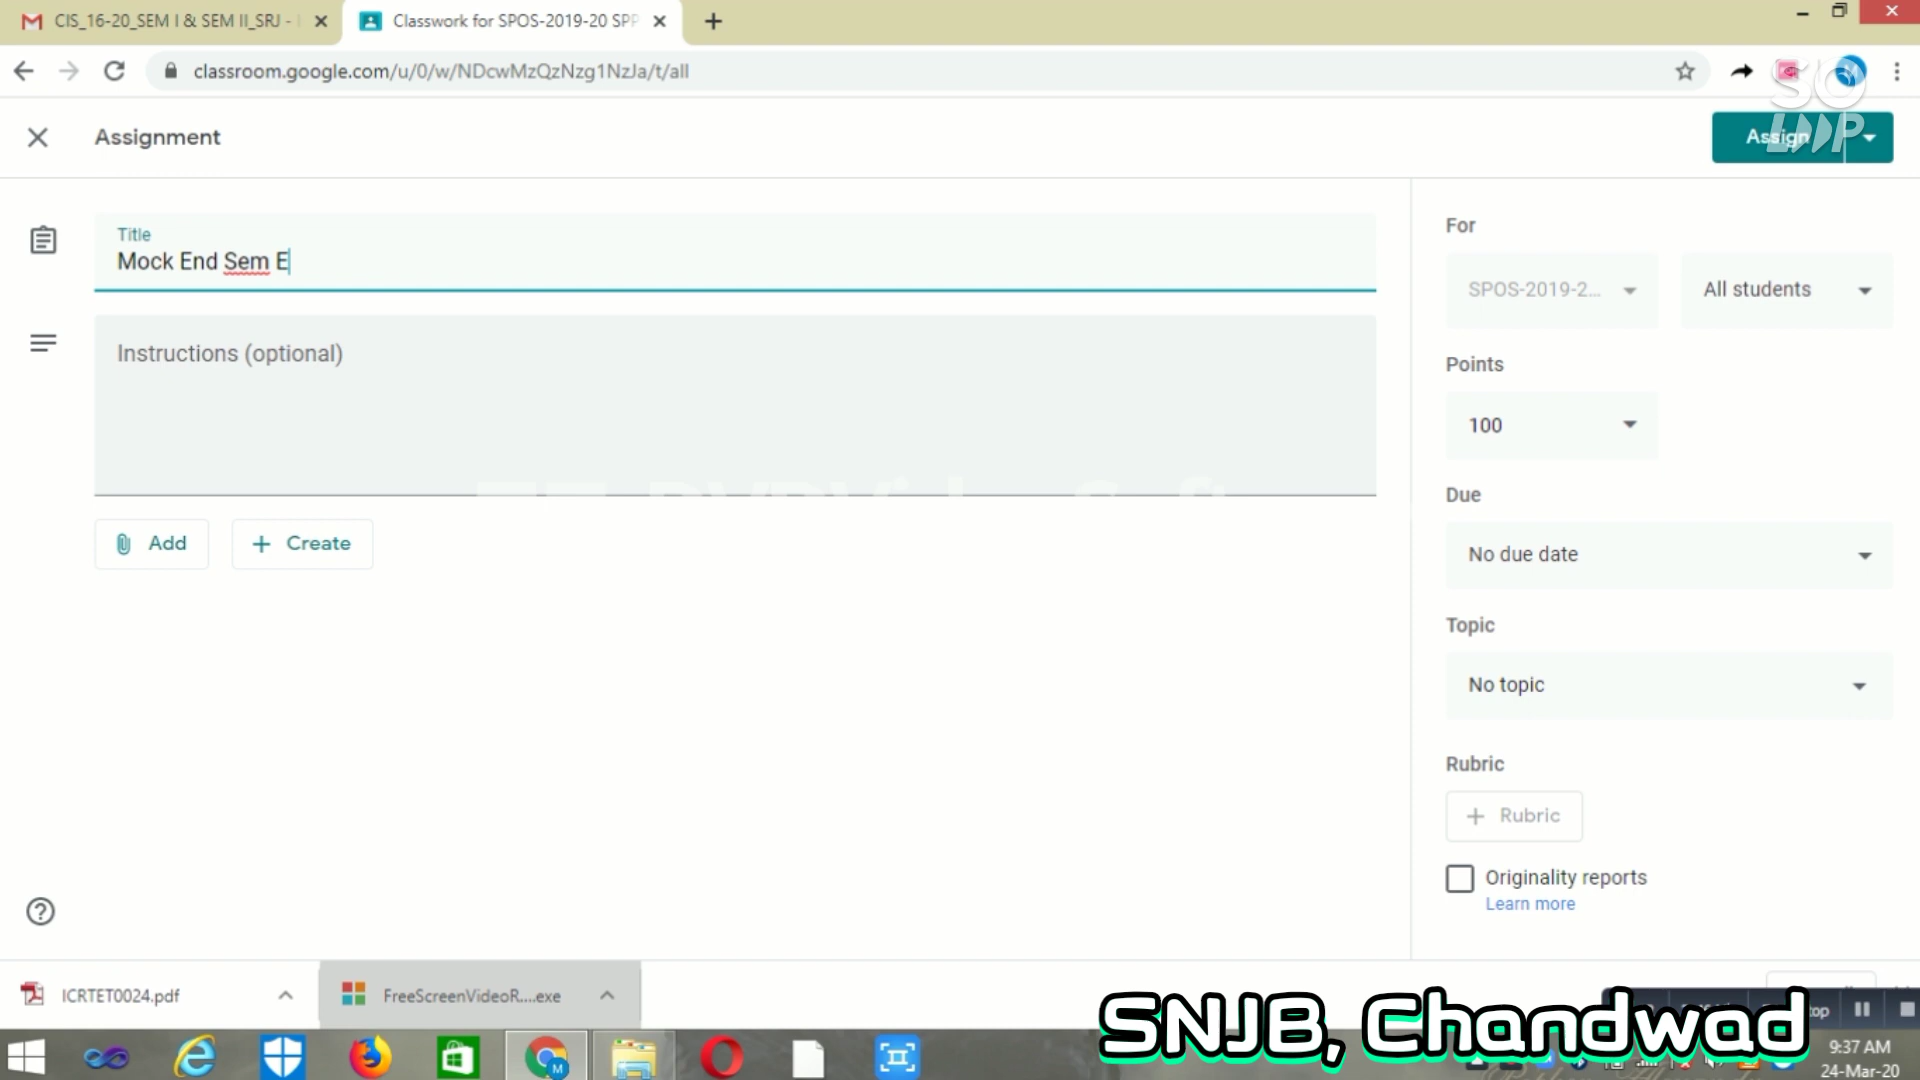 CIS_16-20_SEM I & SEM II_SRJ -
Classwork for SPOS-2019-20 SPP
classroom.google.com/u/0/w/NDcwMzQzNzg1NzJa/t/all
SO
LOOP
Assignment
Assign
Title
Mock End Sem E
Instructions (optional)
Add
Create
For
SPOS-2019-2...
All students
Points
100
Due
No due date
Topic
No topic
Rubric
Rubric
Originality reports
Learn more
ICRTET0024.pdf
FreeScreenVideoR....exe
SNJB, Chandwad
9:37 AM
24-Mar-20